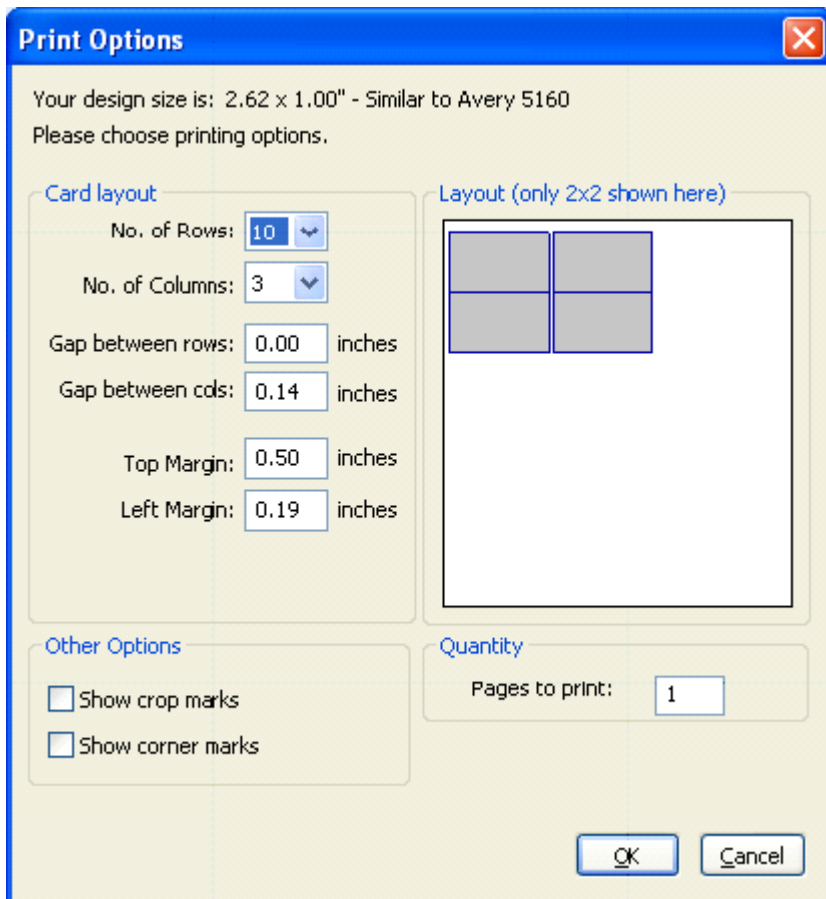 Print Options
Your design size is: 2.62 x 1.00" - Similar to Avery 5160
Please choose printing options.
Card layout
No. of Rows: 10
No. of Columns: 3
Gap between rows: 0.00 inches
Gap between cols: 0.14 inches
Top Margin: 0.50 inches
Left Margin: 0.19 inches
Layout (only 2x2 shown here)
Other Options
Show crop marks
Show corner marks
Quantity
Pages to print: 1
OK Cancel